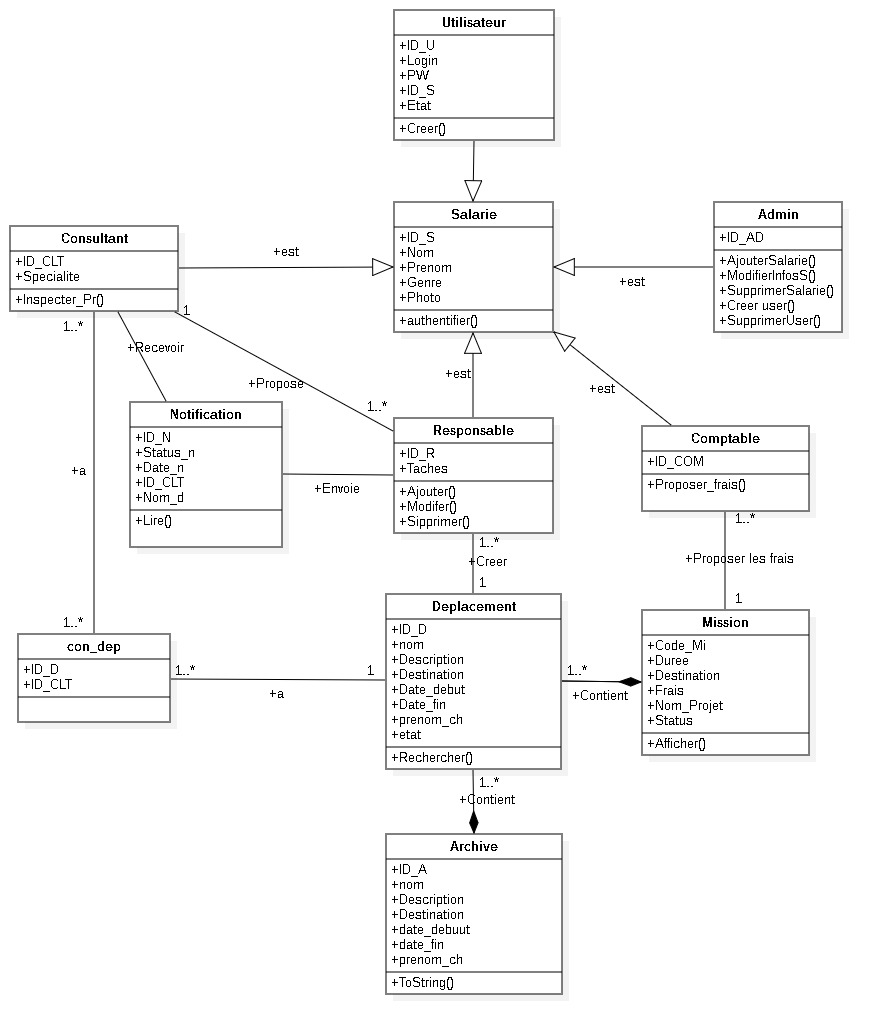 Utilisateur
+ID_U
+Login
+PW
+ID_S
+Etat
+Creer()
Salarie
+ID_S
+Nom
+Prenom
+Genre
+Photo
+authentifier()
Admin
+ID_AD
+AjouterSalarie()
+ModifierInfosS()
+SupprimerSalarie()
+Creer user()
+SupprimerUser()
Consultant
+ID_CLT
+Specialite
+Inspecter_Pr()
+est
+est
+est
+est
1..*
1
+Recevoir
+Propose
1..*
Notification
+ID_N
+Status_n
+Date_n
+ID_CLT
+Nom_d
+Lire()
+Envoie
Responsable
+ID_R
+Taches
+Ajouter()
+Modifer()
+Sipprimer()
Comptable
+ID_COM
+Proposer_frais()
+a
1..*
+Creer
1
1..*
+Proposer les frais
1
1..*
con_dep
+ID_D
+ID_CLT
1..*
1
+a
Deplacement
+ID_D
+nom
+Description
+Destination
+Date_debut
+Date_fin
+prenom_ch
+etat
+Rechercher()
1..*
+Contient
Mission
+Code_Mi
+Duree
+Destination
+Frais
+Nom_Projet
+Status
+Afficher()
1..*
+Contient
Archive
+ID_A
+nom
+Description
+Destination
+date_debuut
+date_fin
+prenom_ch
+ToString()